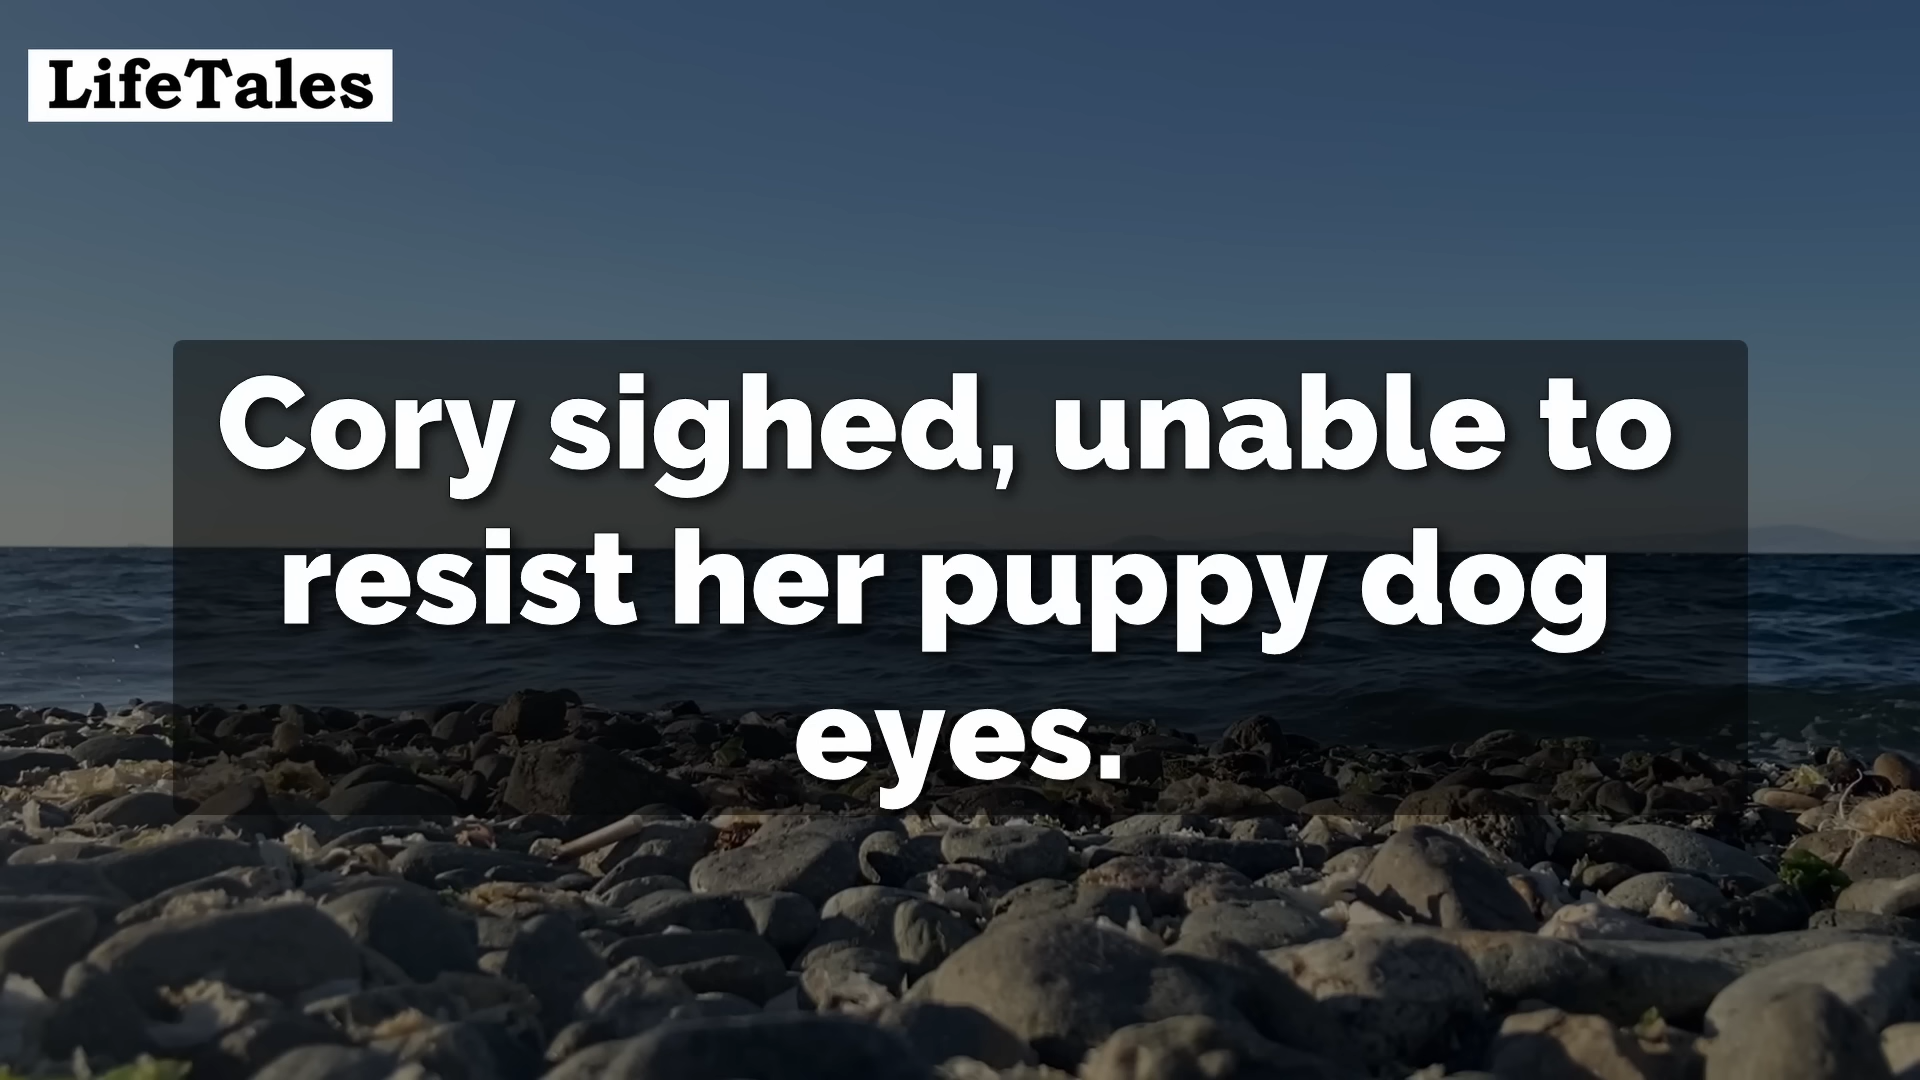 LifeTales
Cory sighed, unable to
resist her puppy dog
eyes.